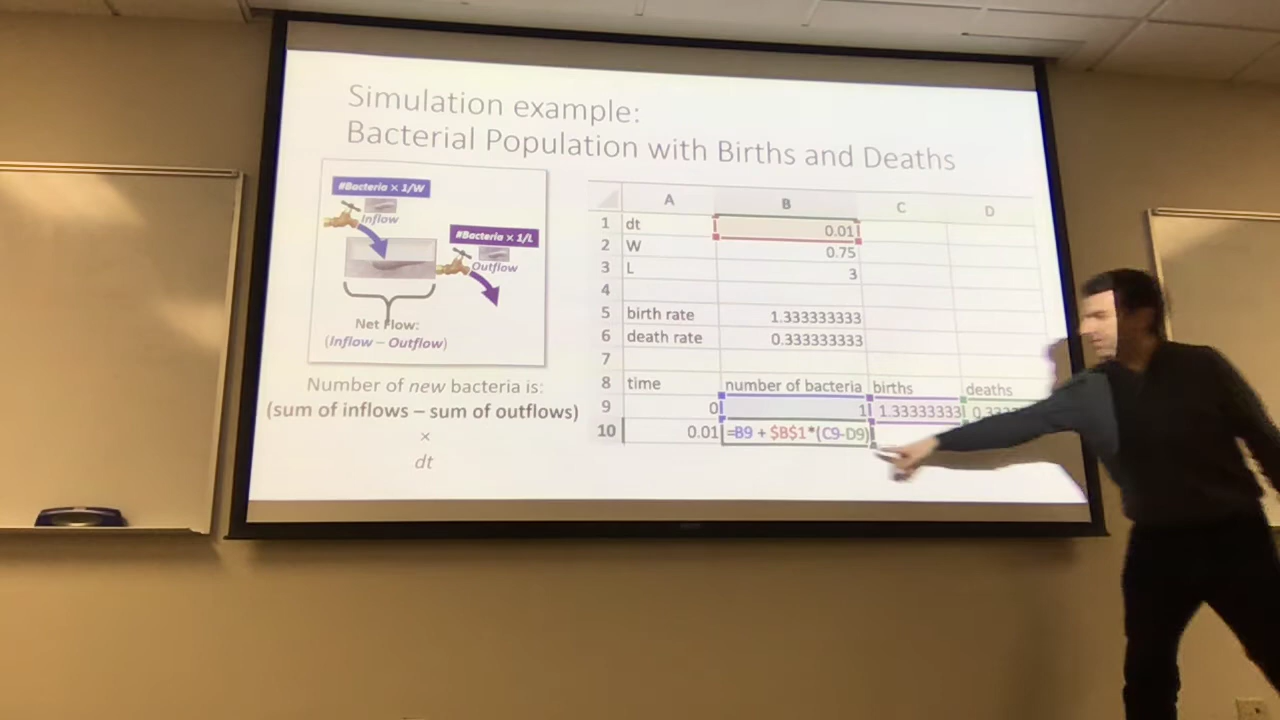 Simulation example:
Bacterial Population with Births and Deaths
#Bacteria × 1/W
Inflow
#Bacteria × 1/L
Outflow
Net Flow:
(Inflow – Outflow)
Number of new bacteria is:
(sum of inflows – sum of outflows)
×
dt
A B C D
1 dt 0.01
2 W 0.75
3 L 3
4
5 birth rate 1.333333333
6 death rate 0.333333333
7
8 time number of bacteria births deaths
9 0 1 1.33333333
10 0.01 =B9 + $B$1*(C9-D9)